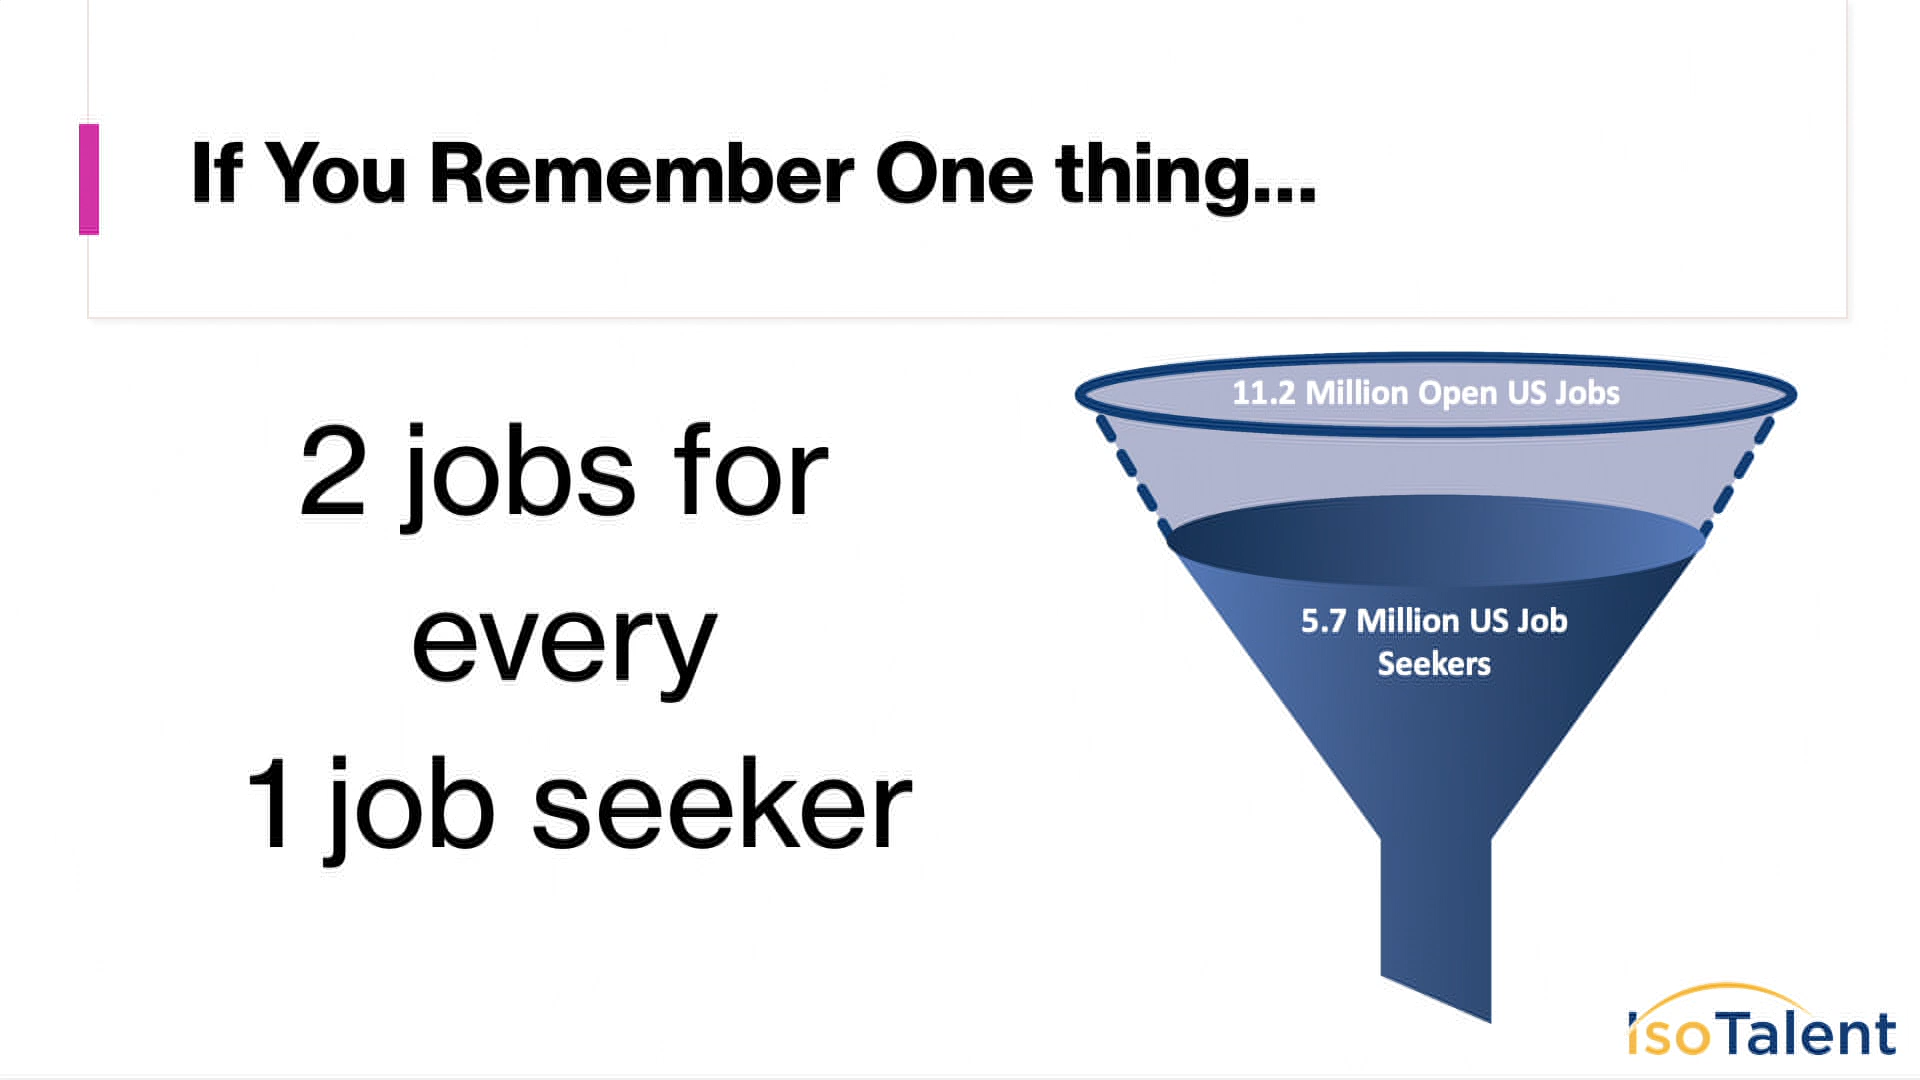 If You Remember One thing...
2 jobs for
every
1 job seeker
11.2 Million Open US Jobs
5.7 Million US Job
Seekers
IsoTalent